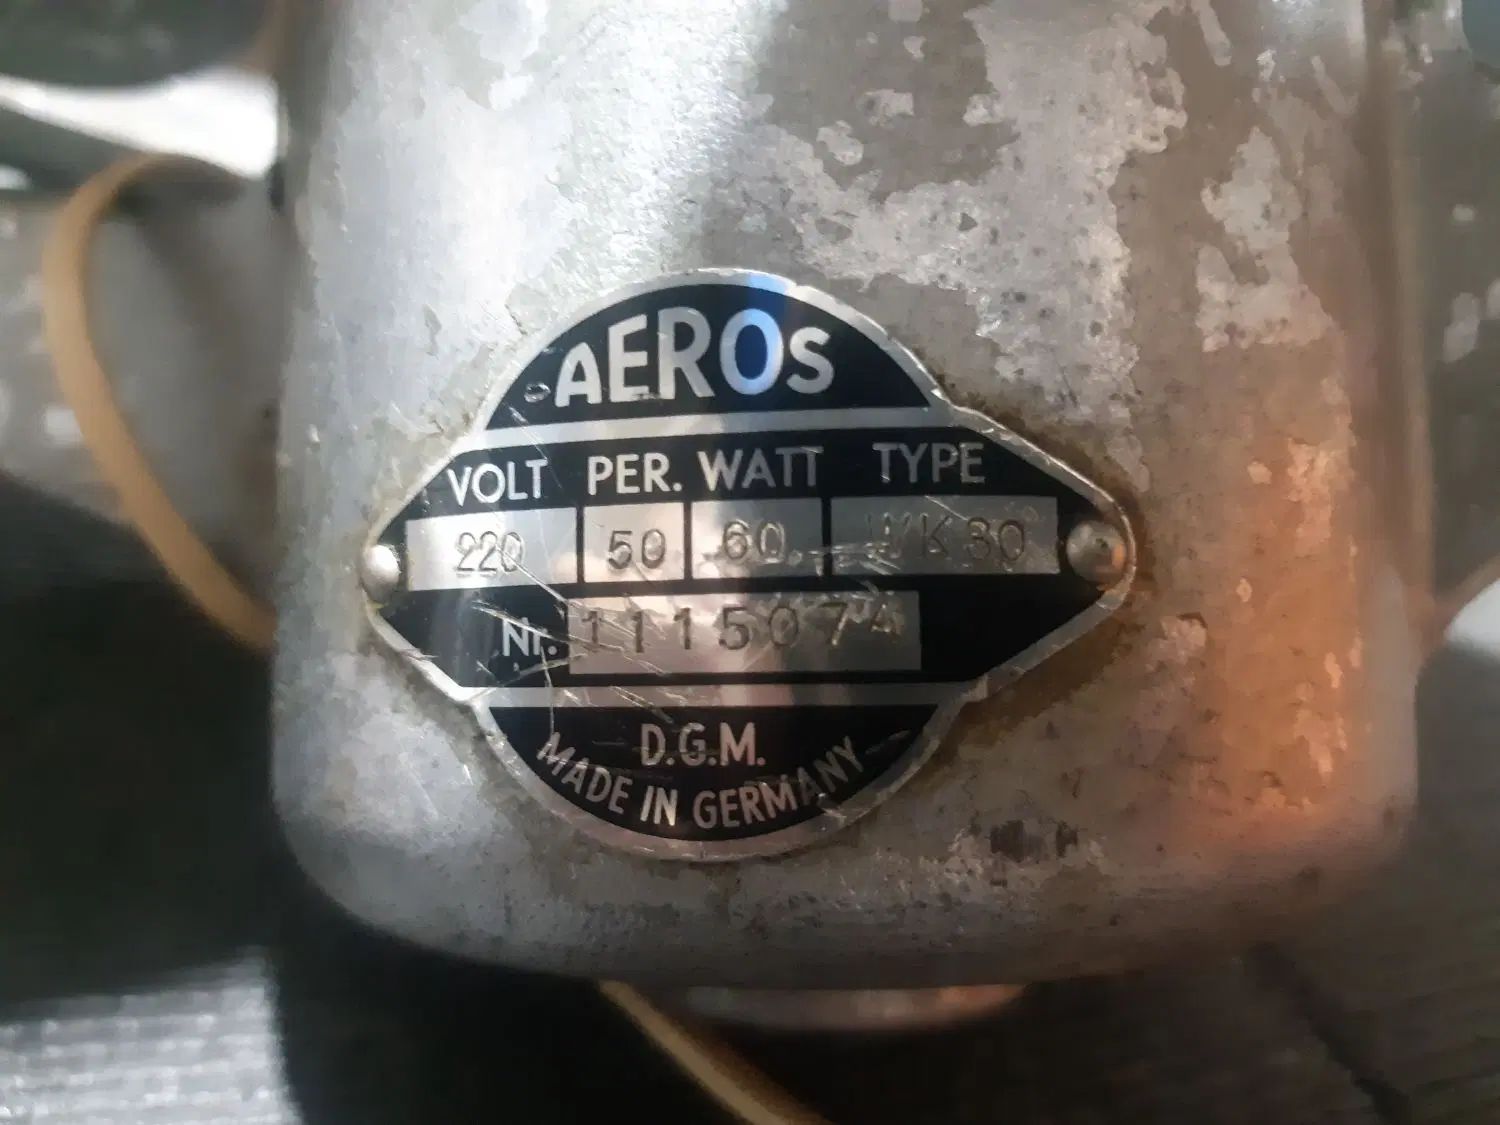 AEROS
VOLT PER. WATT TYPE
220 50 60 WK30
Nr. 1115074
D.G.M.
MADE IN GERMANY